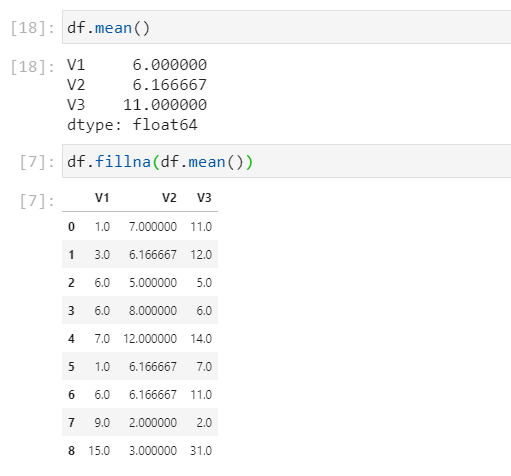 [18]: df.mean()
[18]: V1 6.000000
V2 6.166667
V3 11.000000
dtype: float64
[7]: df.fillna(df.mean())
[7]:
V1 V2 V3
0 1.0 7.000000 11.0
1 3.0 6.166667 12.0
2 6.0 5.000000 5.0
3 6.0 8.000000 6.0
4 7.0 12.000000 14.0
5 1.0 6.166667 7.0
6 6.0 6.166667 11.0
7 9.0 2.000000 2.0
8 15.0 3.000000 31.0